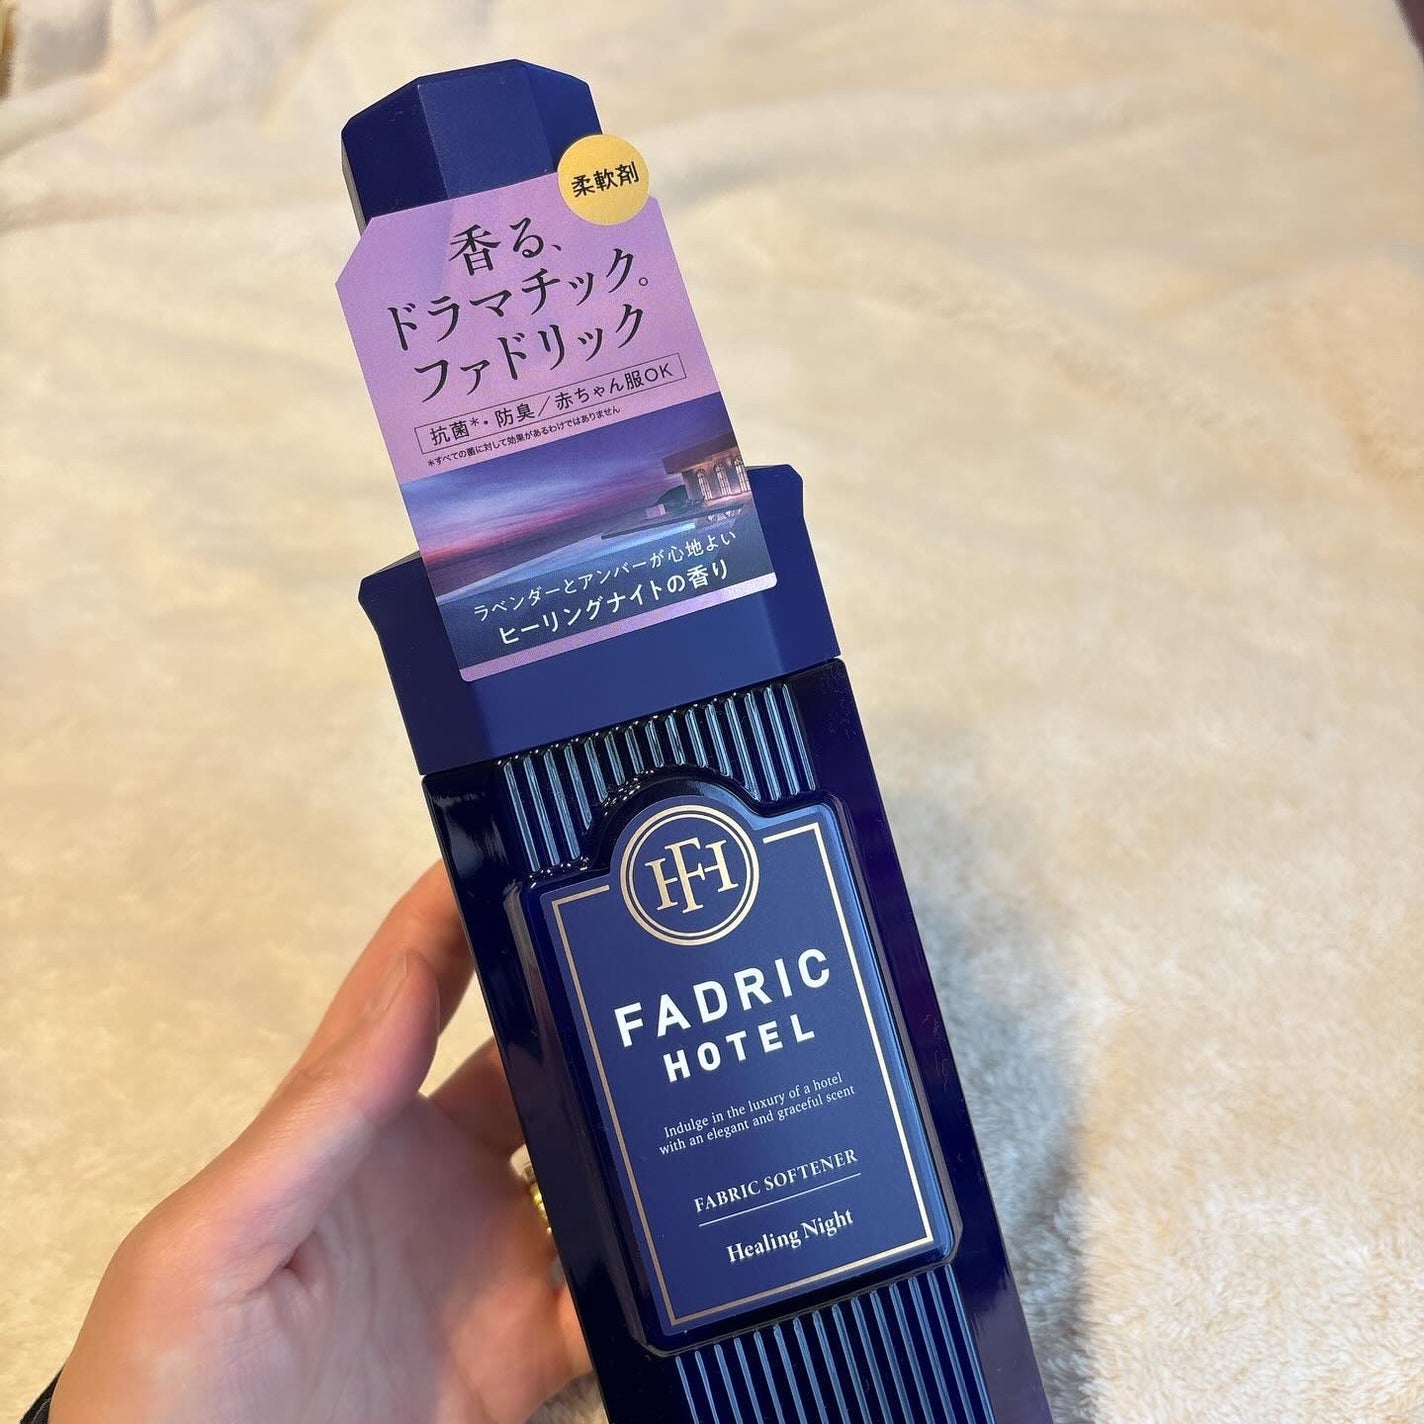 柔軟剤
香る、
ドラマチック。
ファドリック
抗菌*・防臭／赤ちゃん服OK
*すべての菌に対して効果があるわけではありません
ラベンダーとアンバーが心地よい
ヒーリングナイトの香り
HFH
FADRIC
HOTEL
Indulge in the luxury of a hotel
with an elegant and graceful scent
FABRIC SOFTENER
Healing Night